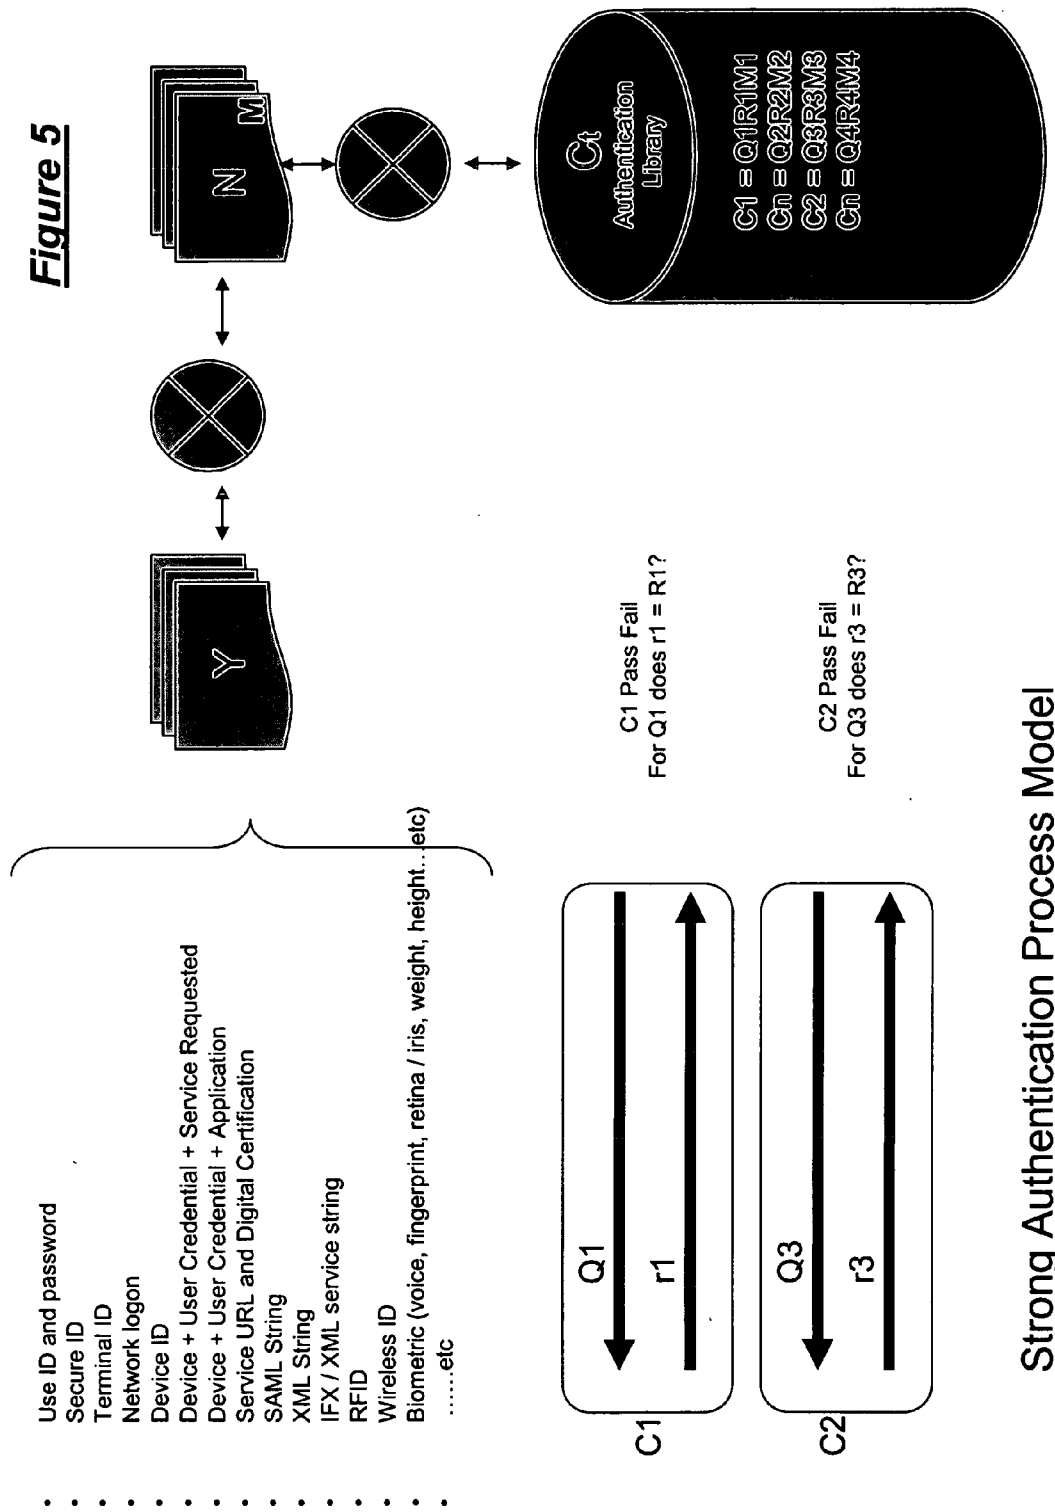 Figure 5
• Use ID and password
• Secure ID
• Terminal ID
• Network logon
• Device ID
• Device + User Credential + Service Requested
• Device + User Credential + Application
• Service URL and Digital Certification
• SAML String
• XML String
• IFX / XML service string
• RFID
• Wireless ID
• Biometric (voice, fingerprint, retina / iris, weight, height…etc)
• ……etc
Y
N
M
Ct
Authentication
Library
C1 = Q1R1M1
Cn = Q2R2M2
C2 = Q3R3M3
Cn = Q4R4M4
C1
Q1
r1
C1 Pass Fail
For Q1 does r1 = R1?
C2
Q3
r3
C2 Pass Fail
For Q3 does r3 = R3?
Strong Authentication Process Model